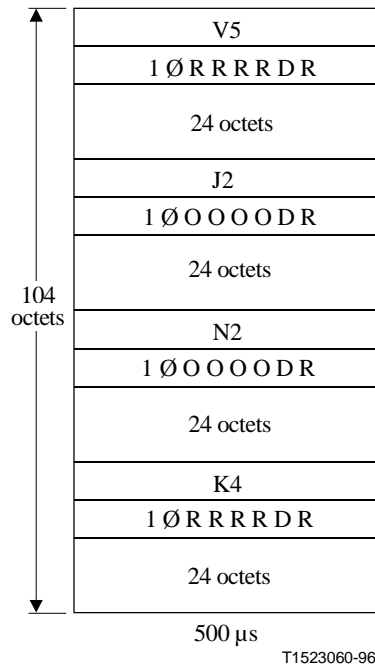 V5
1 Ø R R R R D R
24 octets
J2
1 Ø O O O O D R
24 octets
104
octets
N2
1 Ø O O O O D R
24 octets
K4
1 Ø R R R R D R
24 octets
500 µs
T1523060-96